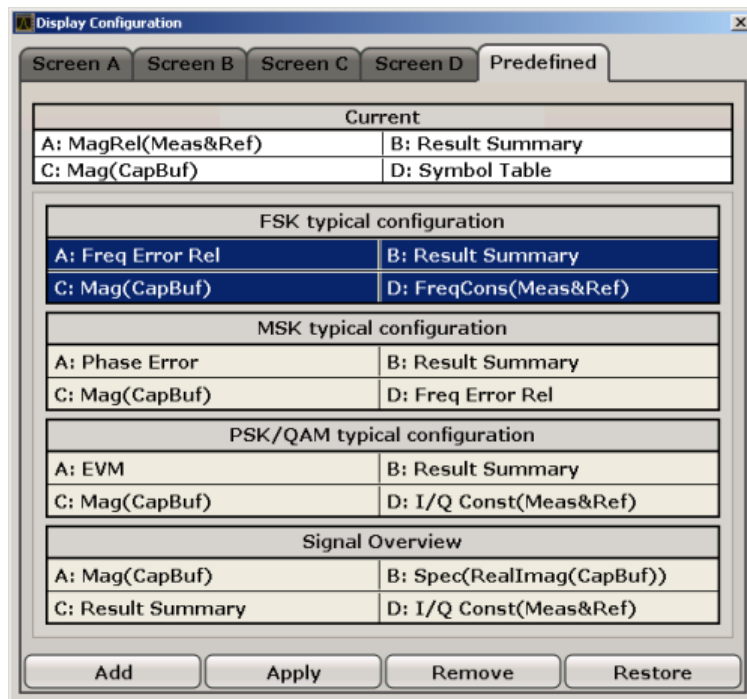 Display Configuration
Screen A Screen B Screen C Screen D Predefined
Current
A: MagRel(Meas&Ref) B: Result Summary
C: Mag(CapBuf) D: Symbol Table
FSK typical configuration
A: Freq Error Rel B: Result Summary
C: Mag(CapBuf) D: FreqCons(Meas&Ref)
MSK typical configuration
A: Phase Error B: Result Summary
C: Mag(CapBuf) D: Freq Error Rel
PSK/QAM typical configuration
A: EVM B: Result Summary
C: Mag(CapBuf) D: I/Q Const(Meas&Ref)
Signal Overview
A: Mag(CapBuf) B: Spec(RealImag(CapBuf))
C: Result Summary D: I/Q Const(Meas&Ref)
Add Apply Remove Restore